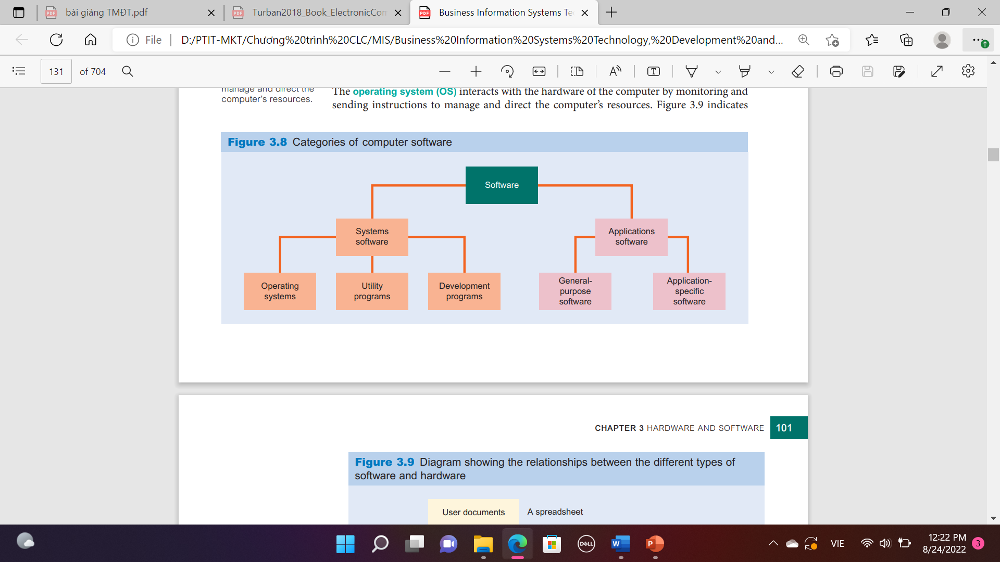 bài giảng TMĐT.pdf
Turban2018_Book_ElectronicCom
Business Information Systems Te
File
D:/PTIT-MKT/Chương%20trình%20CLC/MIS/Business%20Information%20Systems%20Technology,%20Development%20and...
131 of 704
manage and direct the
computer's resources.
The operating system (OS) interacts with the hardware of the computer by monitoring and
sending instructions to manage and direct the computer's resources. Figure 3.9 indicates
Figure 3.8 Categories of computer software
Software
Systems
software
Applications
software
Operating
systems
Utility
programs
Development
programs
General-
purpose
software
Application-
specific
software
CHAPTER 3 HARDWARE AND SOFTWARE 101
Figure 3.9 Diagram showing the relationships between the different types of
software and hardware
User documents
A spreadsheet
DELL
VIE
12:22 PM
8/24/2022
3